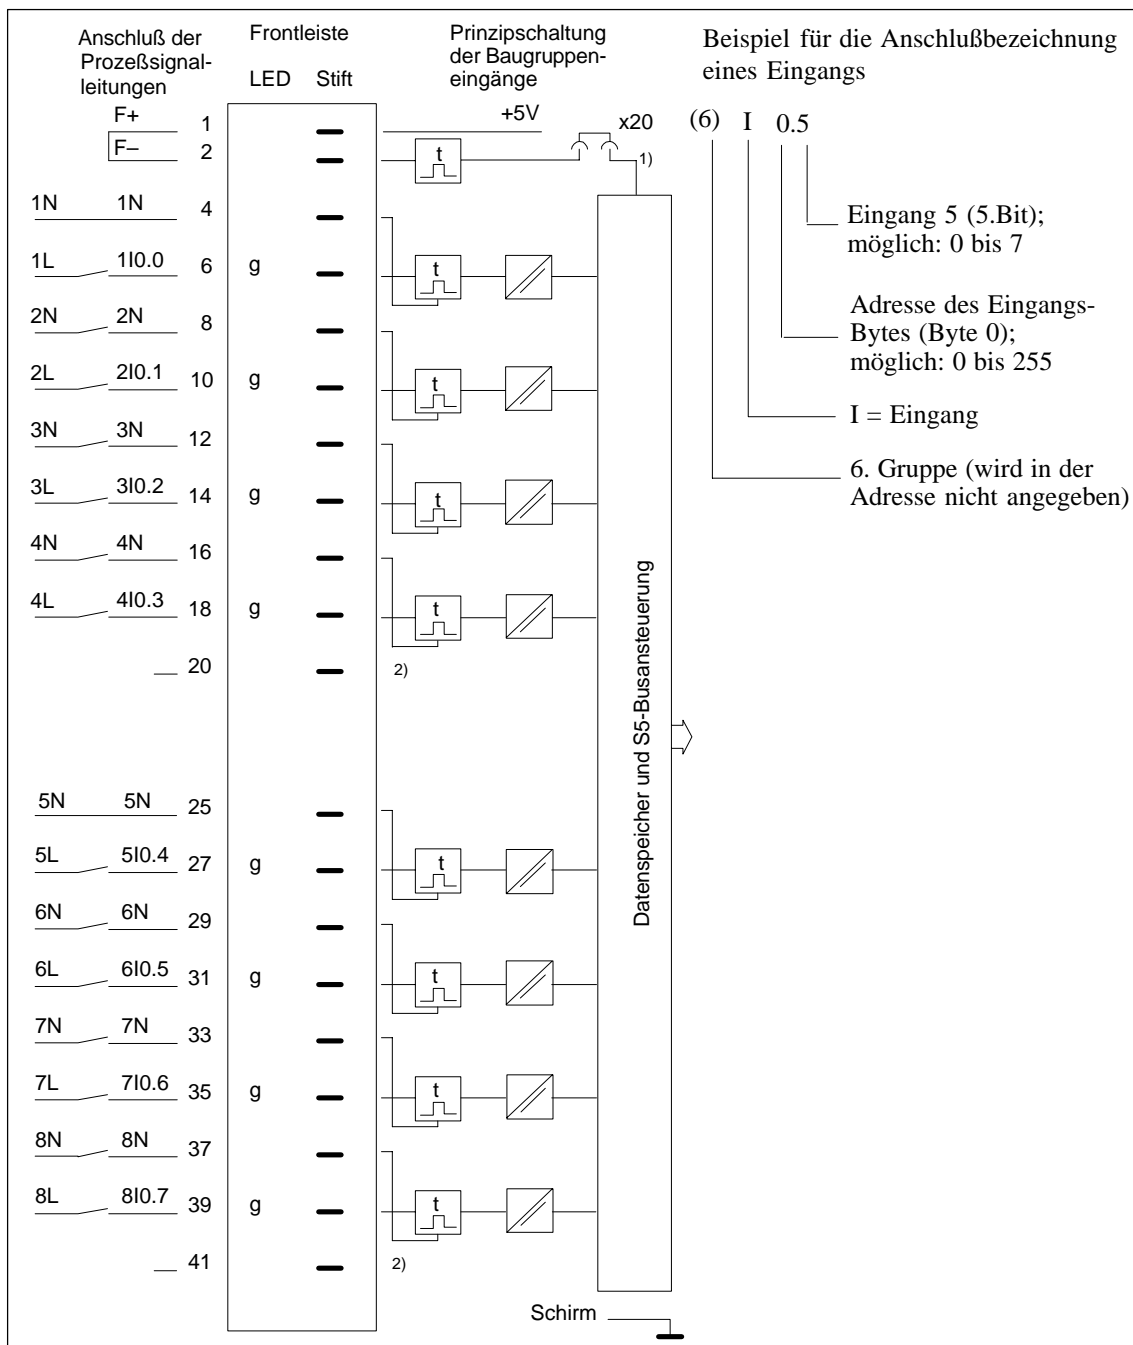 Anschluß der
Prozeßsignal-
leitungen
Frontleiste
LED Stift
Prinzipschaltung
der Baugruppen-
eingänge
Beispiel für die Anschlußbezeichnung
eines Eingangs
F+ 1 +5V x20
F– 2 t 1)
(6) I 0.5
Eingang 5 (5.Bit);
möglich: 0 bis 7
Adresse des Eingangs-
Bytes (Byte 0);
möglich: 0 bis 255
I = Eingang
6. Gruppe (wird in der
Adresse nicht angegeben)
1N 1N 4
1L 1I0.0 6 g t
2N 2N 8
2L 2I0.1 10 g t
3N 3N 12
3L 3I0.2 14 g t
4N 4N 16
4L 4I0.3 18 g t
20 2)
Datenspeicher und S5-Busansteuerung
5N 5N 25
5L 5I0.4 27 g t
6N 6N 29
6L 6I0.5 31 g t
7N 7N 33
7L 7I0.6 35 g t
8N 8N 37
8L 8I0.7 39 g t
41 2)
Schirm